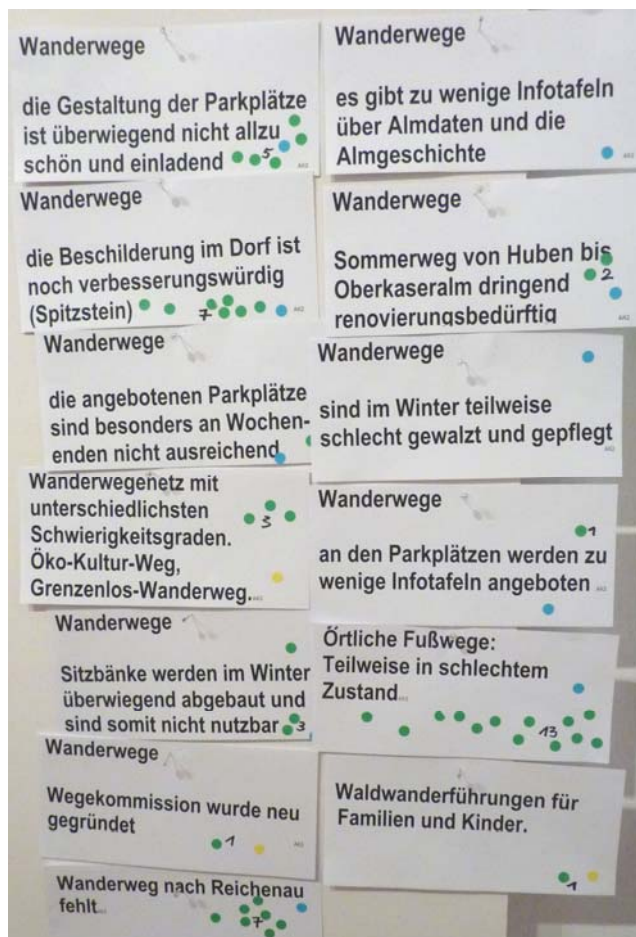 Wanderwege
die Gestaltung der Parkplätze
ist überwiegend nicht allzu
schön und einladend 5
Wanderwege
die Beschilderung im Dorf ist
noch verbesserungswürdig
(Spitzstein) 7
Wanderwege
die angebotenen Parkplätze
sind besonders an Wochen-
enden nicht ausreichend
Wanderwegenetz mit
unterschiedlichsten
Schwierigkeitsgraden. 3
Öko-Kultur-Weg,
Grenzenlos-Wanderweg.
Wanderwege
Sitzbänke werden im Winter
überwiegend abgebaut und
sind somit nicht nutzbar 3
Wanderwege
Wegekommission wurde neu
gegründet
1
Wanderweg nach Reichenau
fehlt
7
Wanderwege
es gibt zu wenige Infotafeln
über Almdaten und die
Almgeschichte
Wanderwege
Sommerweg von Huben bis
Oberkaseralm dringend 2
renovierungsbedürftig
Wanderwege
sind im Winter teilweise
schlecht gewalzt und gepflegt
Wanderwege
1
an den Parkplätzen werden zu
wenige Infotafeln angeboten
Örtliche Fußwege:
Teilweise in schlechtem
Zustand
13
Waldwanderführungen für
Familien und Kinder.
1